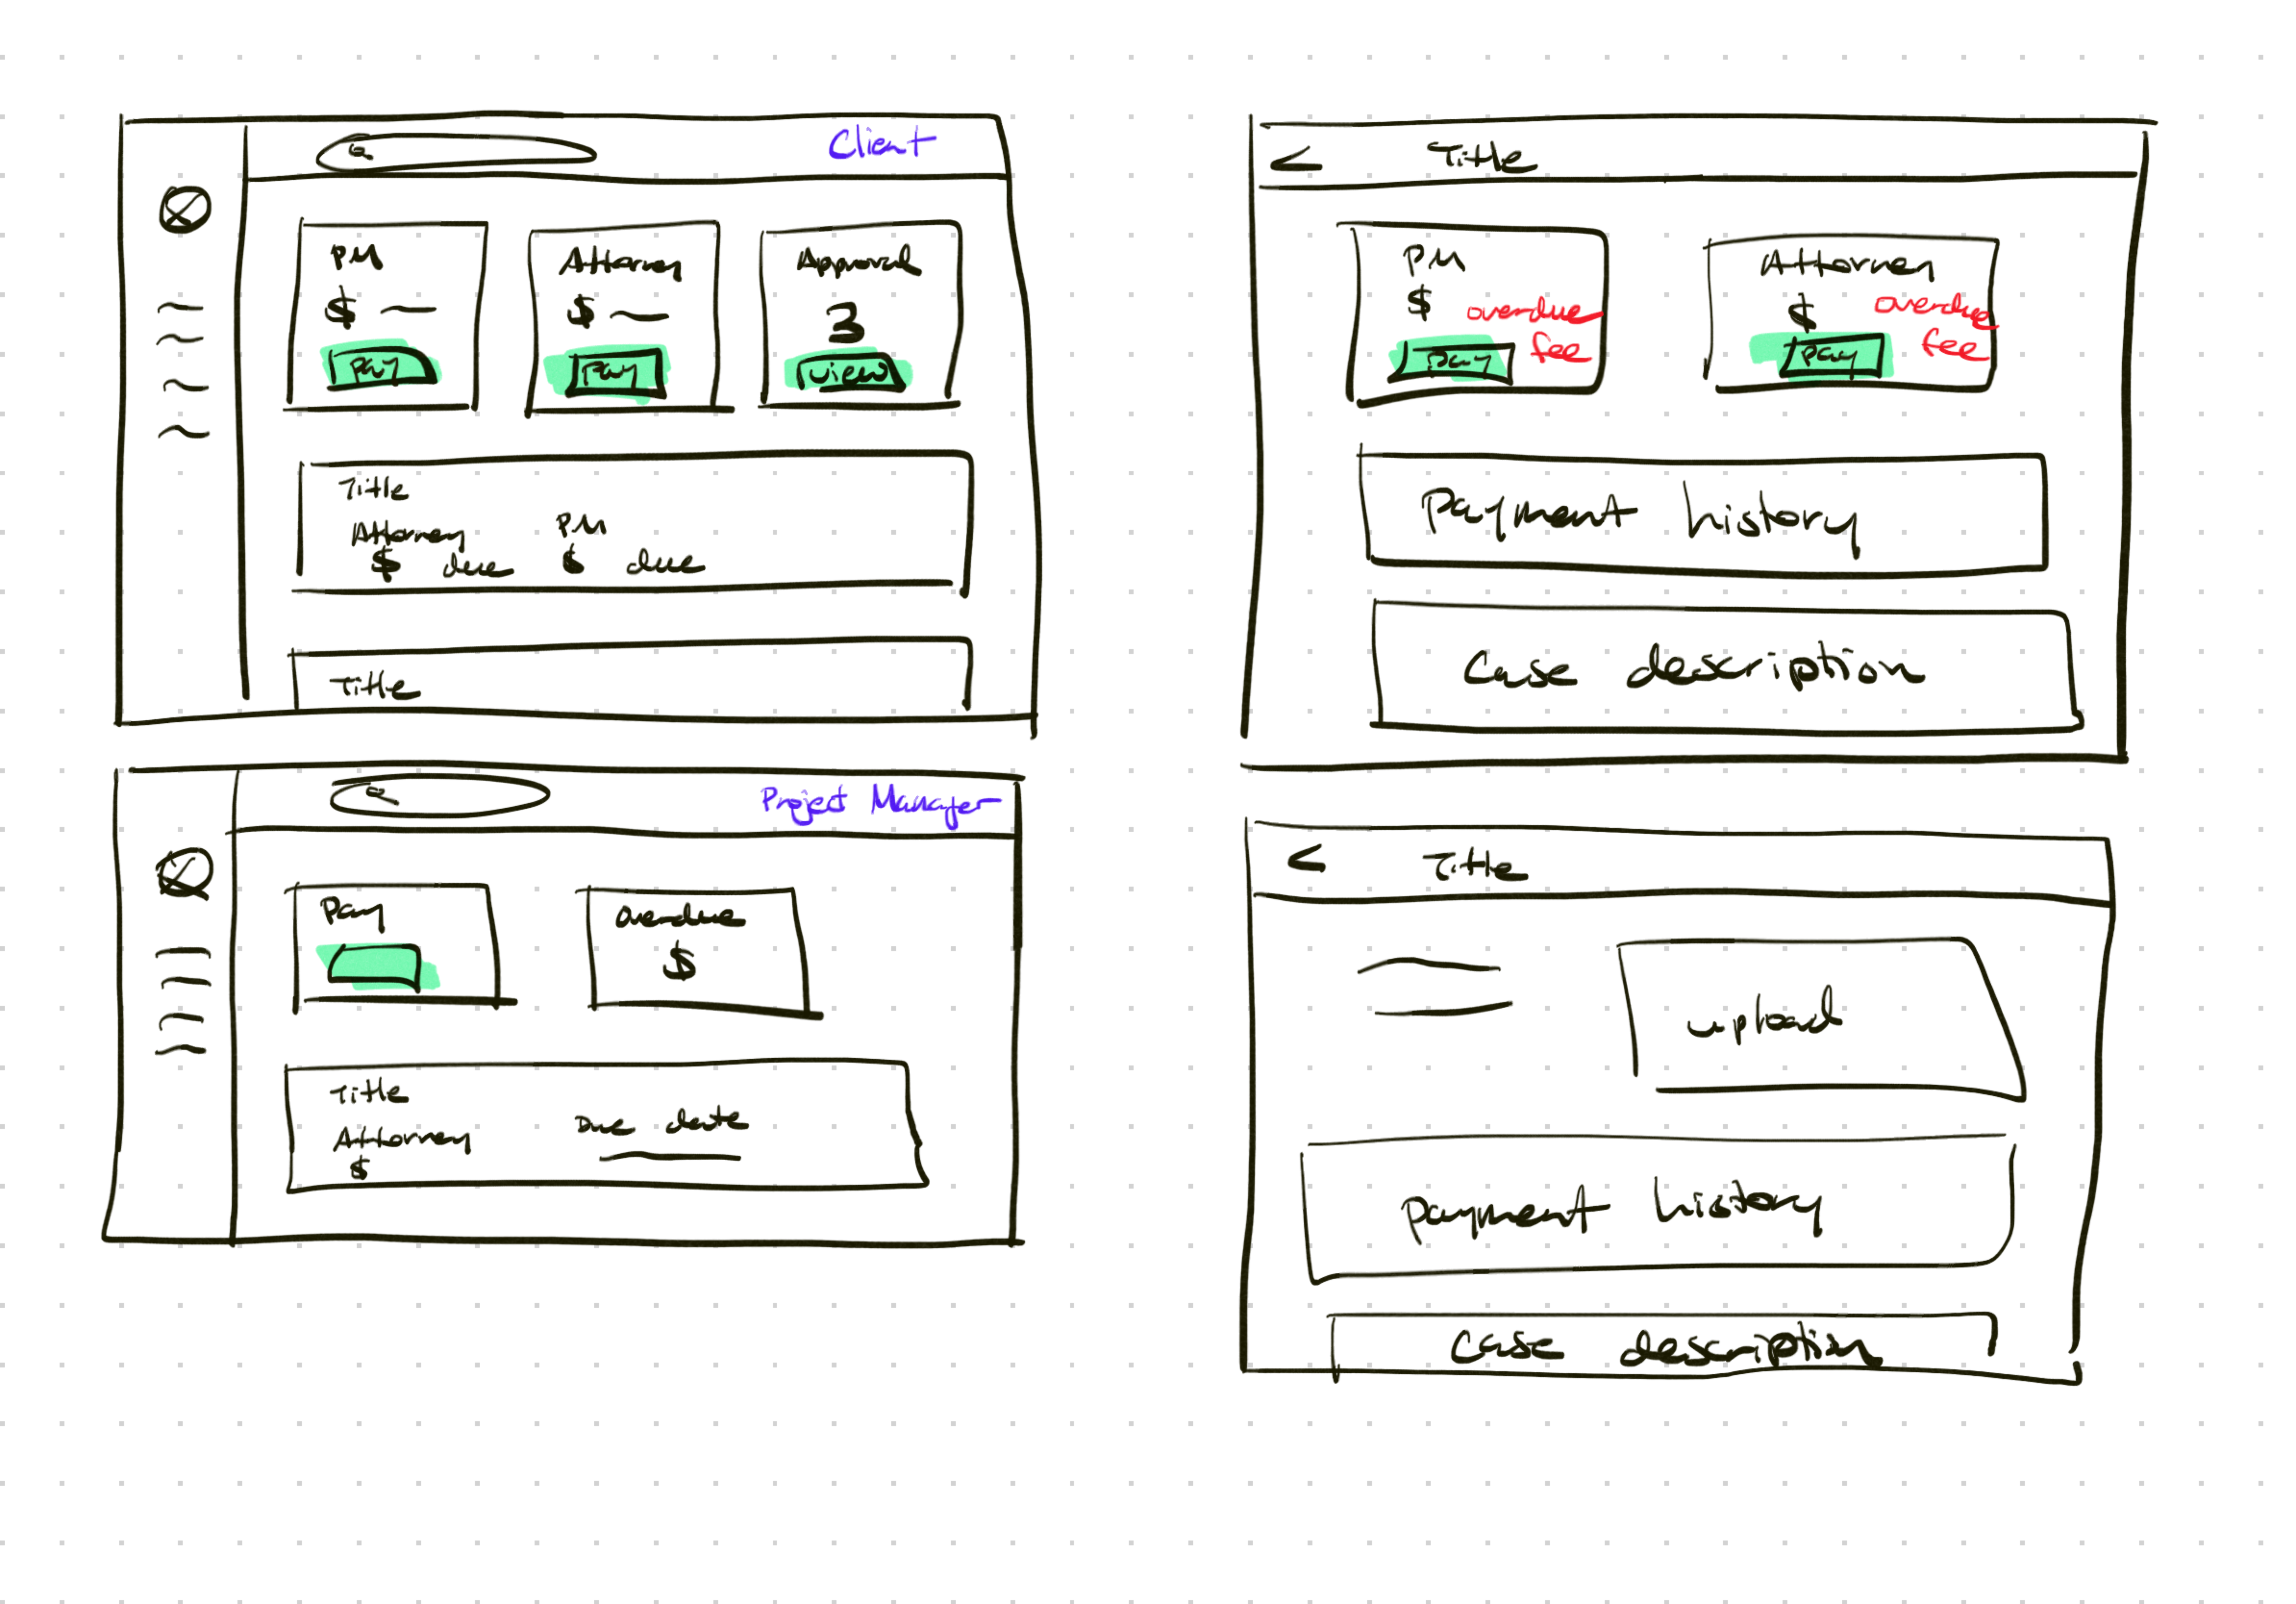 Client
PM
$
Pay
Attorney
$
Pay
Approval
3
View
Title
Attorney
$ due
PM
$ due
Title
Title
PM
$
overdue
fee
Pay
Attorney
$
overdue
fee
Pay
Payment history
Case description
Project Manager
Pay
Overdue
$
Title
Attorney
$
Due date
Title
upload
payment history
Case description